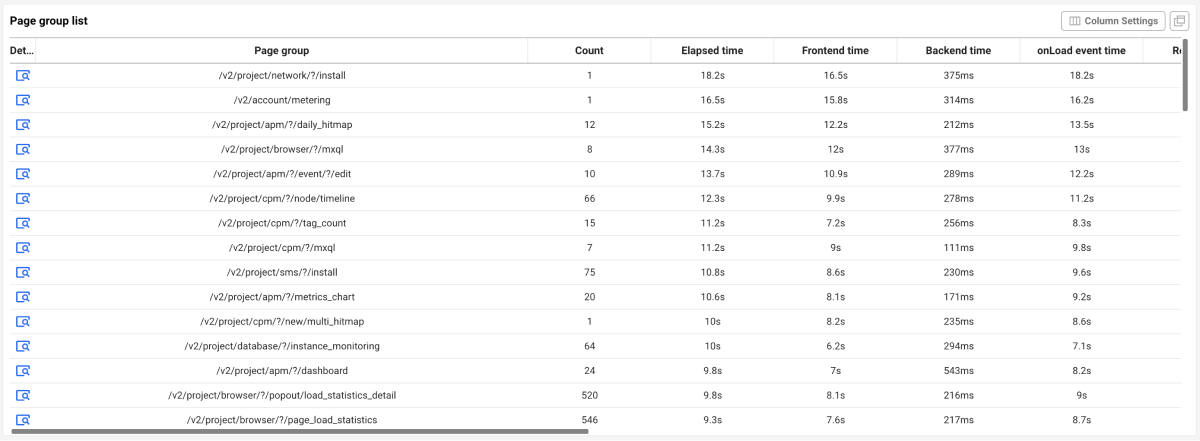 Page group list
Column Settings
Det... Page group Count Elapsed time Frontend time Backend time onLoad event time
/v2/project/network/?/install 1 18.2s 16.5s 375ms 18.2s
/v2/account/metering 1 16.5s 15.8s 314ms 16.2s
/v2/project/apm/?/daily_hitmap 12 15.2s 12.2s 212ms 13.5s
/v2/project/browser/?/mxql 8 14.3s 12s 377ms 13s
/v2/project/apm/?/event/?/edit 10 13.7s 10.9s 289ms 12.2s
/v2/project/cpm/?/node/timeline 66 12.3s 9.9s 278ms 11.2s
/v2/project/cpm/?/tag_count 15 11.2s 7.2s 256ms 8.3s
/v2/project/cpm/?/mxql 7 11.2s 9s 111ms 9.8s
/v2/project/sms/?/install 75 10.8s 8.6s 230ms 9.6s
/v2/project/apm/?/metrics_chart 20 10.6s 8.1s 171ms 9.2s
/v2/project/cpm/?/new/multi_hitmap 1 10s 8.2s 235ms 8.6s
/v2/project/database/?/instance_monitoring 64 10s 6.2s 294ms 7.1s
/v2/project/apm/?/dashboard 24 9.8s 7s 543ms 8.2s
/v2/project/browser/?/popout/load_statistics_detail 520 9.8s 8.1s 216ms 9s
/v2/project/browser/?/page_load_statistics 546 9.3s 7.6s 217ms 8.7s